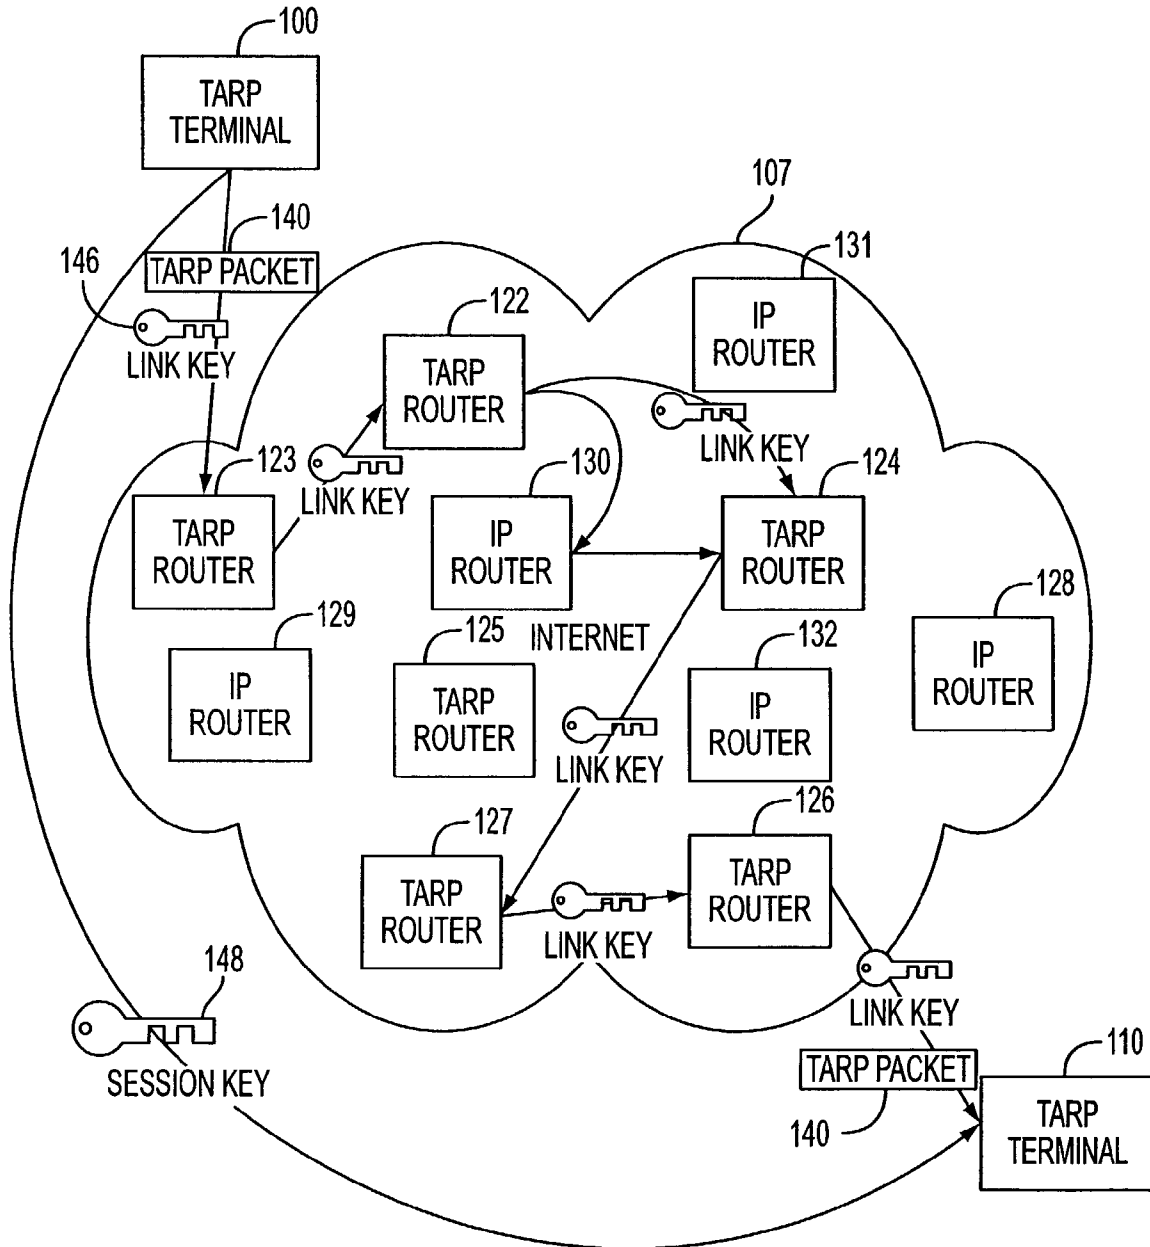 100
TARP
TERMINAL
107
140
131
146
TARP PACKET
122
IP
ROUTER
LINK KEY
TARP
ROUTER
LINK KEY
123
130
124
LINK KEY
TARP
ROUTER
IP
ROUTER
TARP
ROUTER
129
125
INTERNET
132
128
IP
ROUTER
TARP
ROUTER
IP
ROUTER
IP
ROUTER
LINK KEY
127
126
TARP
ROUTER
TARP
ROUTER
LINK KEY
148
LINK KEY
SESSION KEY
110
TARP PACKET
140
TARP
TERMINAL